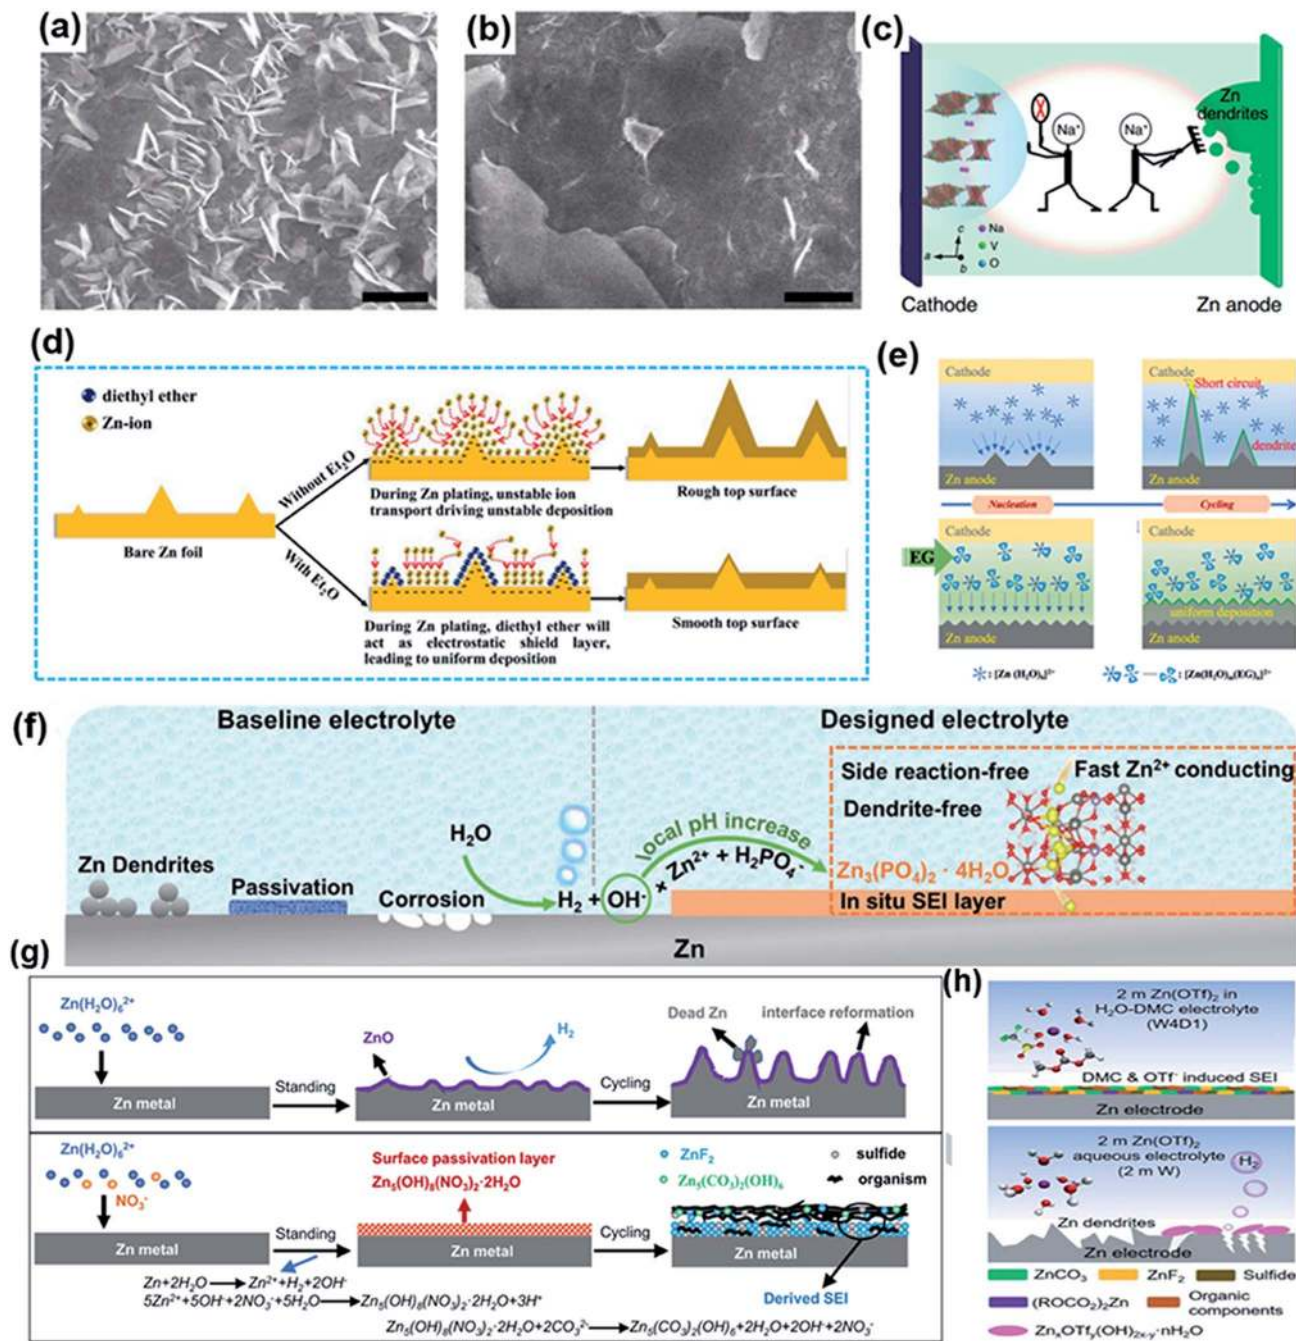 (a)
(b)
(c)
Zn
dendrites
Na⁺
Na⁺
Na
V
O
c
a
b
Cathode
Zn anode
(d)
diethyl ether
Zn-ion
Without Et₂O
With Et₂O
Bare Zn foil
During Zn plating, unstable ion
transport driving unstable deposition
Rough top surface
During Zn plating, diethyl ether will
act as electrostatic shield layer,
leading to uniform deposition
Smooth top surface
(e)
Cathode
Zn anode
Cathode
Short circuit
dendrite
Zn anode
Nucleation
Cycling
EG
Cathode
Zn anode
Cathode
uniform deposition
Zn anode
: [Zn (H₂O)ₙ]²⁺
: [Zn(H₂O)ₘ(EG)ₙ]²⁺
(f)
Baseline electrolyte
Designed electrolyte
Zn Dendrites
Passivation
Corrosion
H₂O
H₂ + OH⁻ + Zn²⁺ + H₂PO₄⁻
local pH increase
Side reaction-free
Fast Zn²⁺ conducting
Dendrite-free
Zn₃(PO₄)₂ · 4H₂O
In situ SEI layer
Zn
(g)
Zn(H₂O)₆²⁺
Zn metal
Standing
ZnO
H₂
Zn metal
Cycling
Dead Zn
interface reformation
Zn metal
Zn(H₂O)₆²⁺
NO₃⁻
Zn metal
Standing
Surface passivation layer
Zn₅(OH)₈(NO₃)₂·2H₂O
Zn metal
Cycling
ZnF₂
sulfide
Zn₅(CO₃)₂(OH)₆
organism
Zn metal
Derived SEI
Zn+2H₂O→Zn²⁺+H₂+2OH⁻
5Zn²⁺+5OH⁻+2NO₃⁻+5H₂O→Zn₅(OH)₈(NO₃)₂·2H₂O+3H⁺
Zn₅(OH)₈(NO₃)₂·2H₂O+2CO₃²⁻→Zn₅(CO₃)₂(OH)₆+2H₂O+2OH⁻+2NO₃⁻
(h)
2 m Zn(OTf)₂ in
H₂O-DMC electrolyte
(W4D1)
DMC & OTf⁻ induced SEI
Zn electrode
2 m Zn(OTf)₂
aqueous electrolyte
(2 m W)
H₂
Zn dendrites
Zn electrode
ZnCO₃
ZnF₂
Sulfide
(ROCO₂)₂Zn
Organic
components
ZnₓOTfᵧ(OH)₂ₓ₋ᵧ·nH₂O